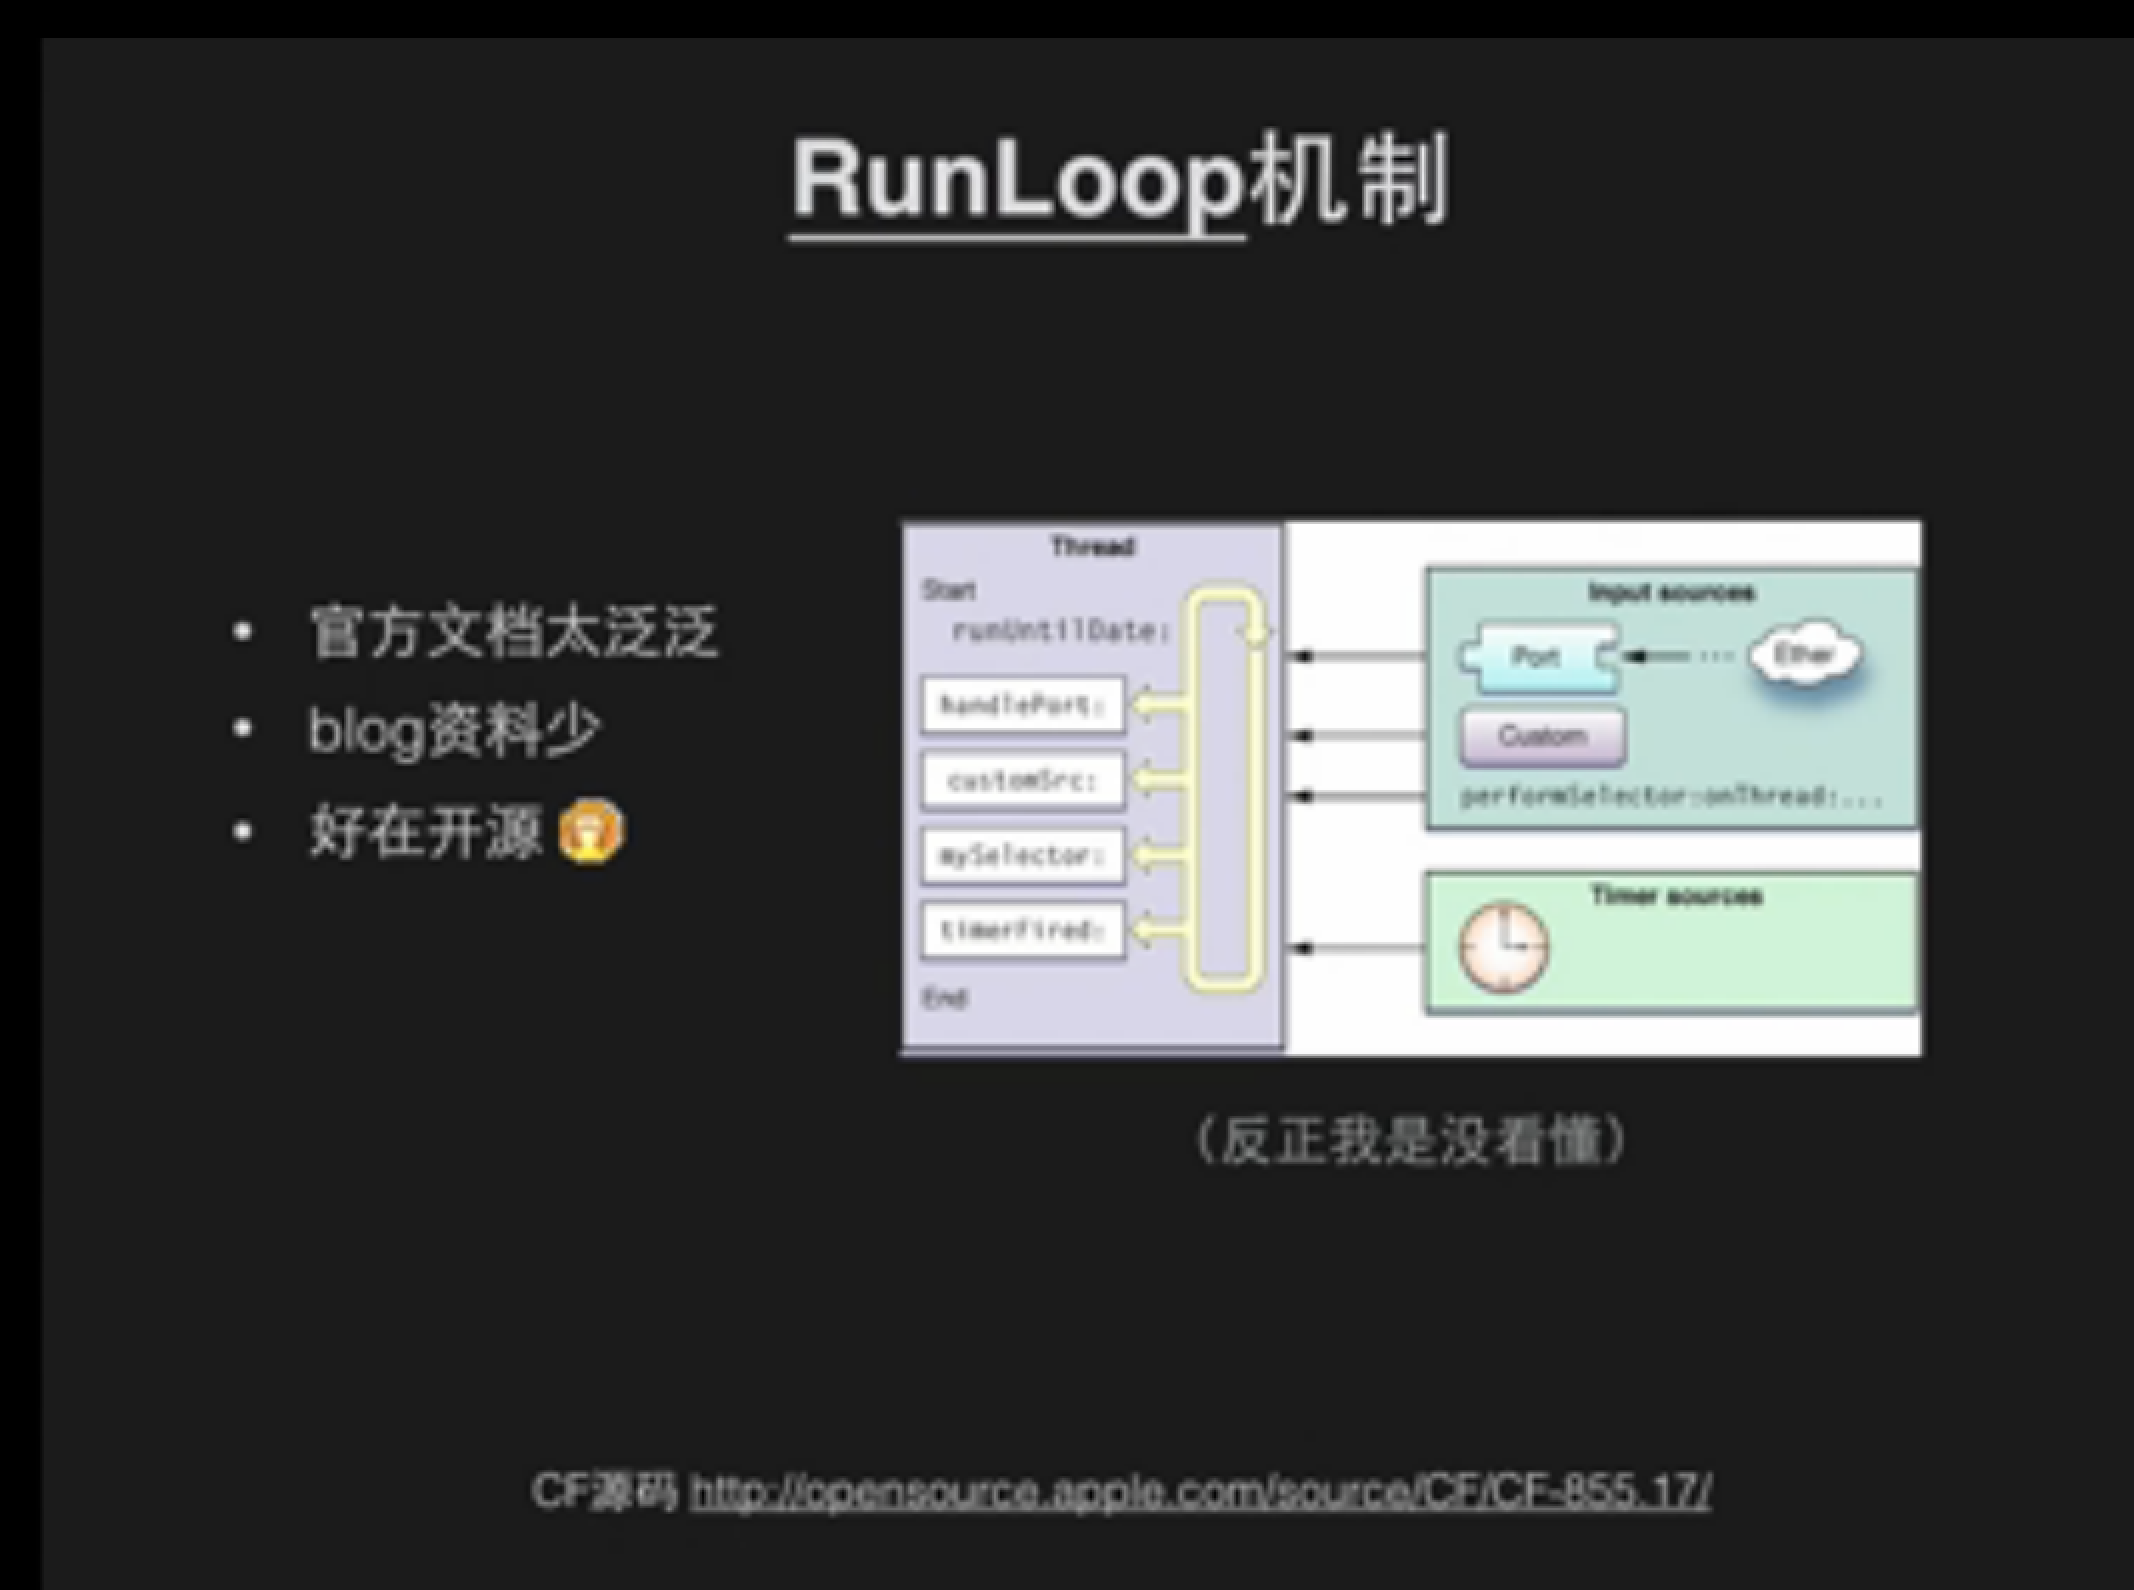 RunLoop机制
官方文档太泛泛
blog资料少
好在开源
Thread
Start
runUntilDate:
handlePort:
customSrc:
mySelector:
timerFired:
End
Input sources
Port
Ether
Custom
performSelector:onThread:...
Timer sources
（反正我是没看懂）
CF源码 http://opensource.apple.com/source/CF/CF-855.17/